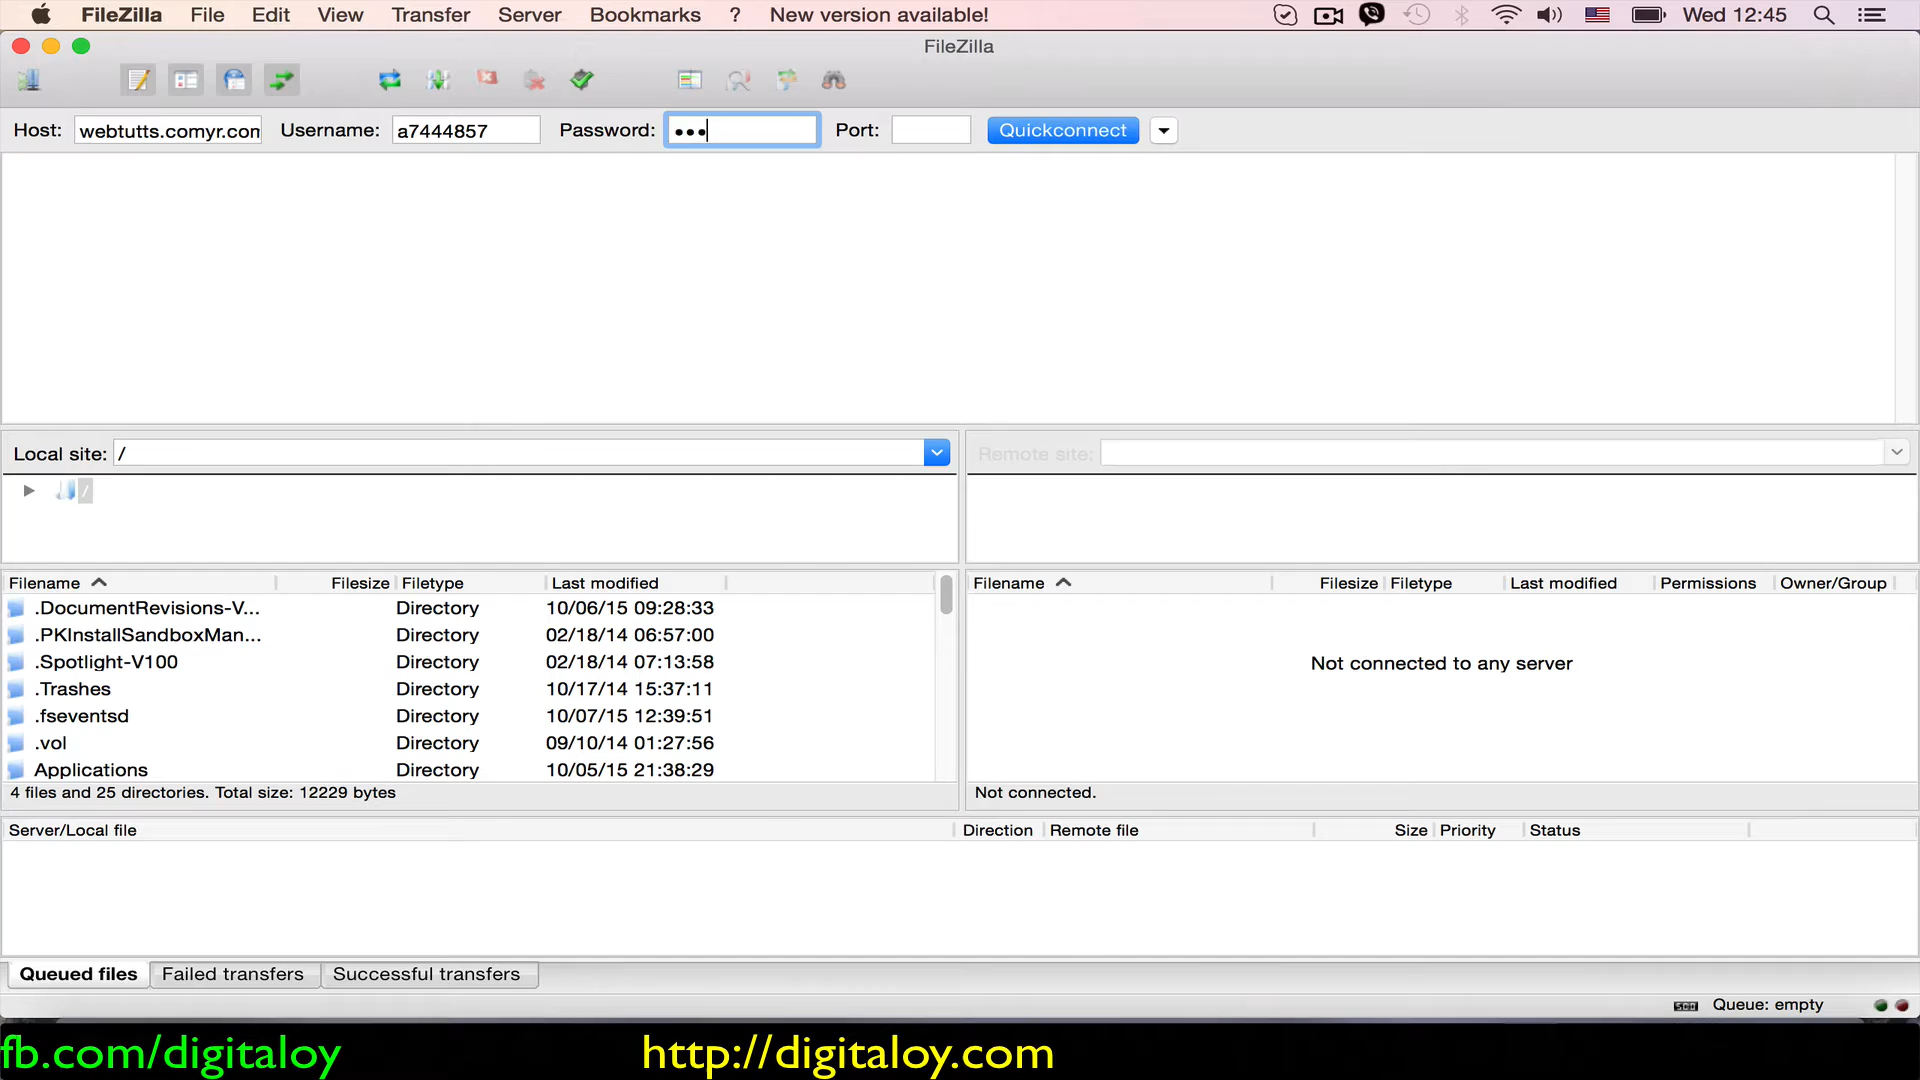 FileZilla File Edit View Transfer Server Bookmarks ? New version available! Wed 12:45
FileZilla
Host: webtutts.comyr.com Username: a7444857 Password: ••• Port: Quickconnect
Local site: / Remote site:
/
Filename Filesize Filetype Last modified Filename Filesize Filetype Last modified Permissions Owner/Group
.DocumentRevisions-V... Directory 10/06/15 09:28:33
.PKInstallSandboxMan... Directory 02/18/14 06:57:00
.Spotlight-V100 Directory 02/18/14 07:13:58
Not connected to any server
.Trashes Directory 10/17/14 15:37:11
.fseventsd Directory 10/07/15 12:39:51
.vol Directory 09/10/14 01:27:56
Applications Directory 10/05/15 21:38:29
4 files and 25 directories. Total size: 12229 bytes Not connected.
Server/Local file Direction Remote file Size Priority Status
Queued files Failed transfers Successful transfers
Queue: empty
fb.com/digitaloy http://digitaloy.com